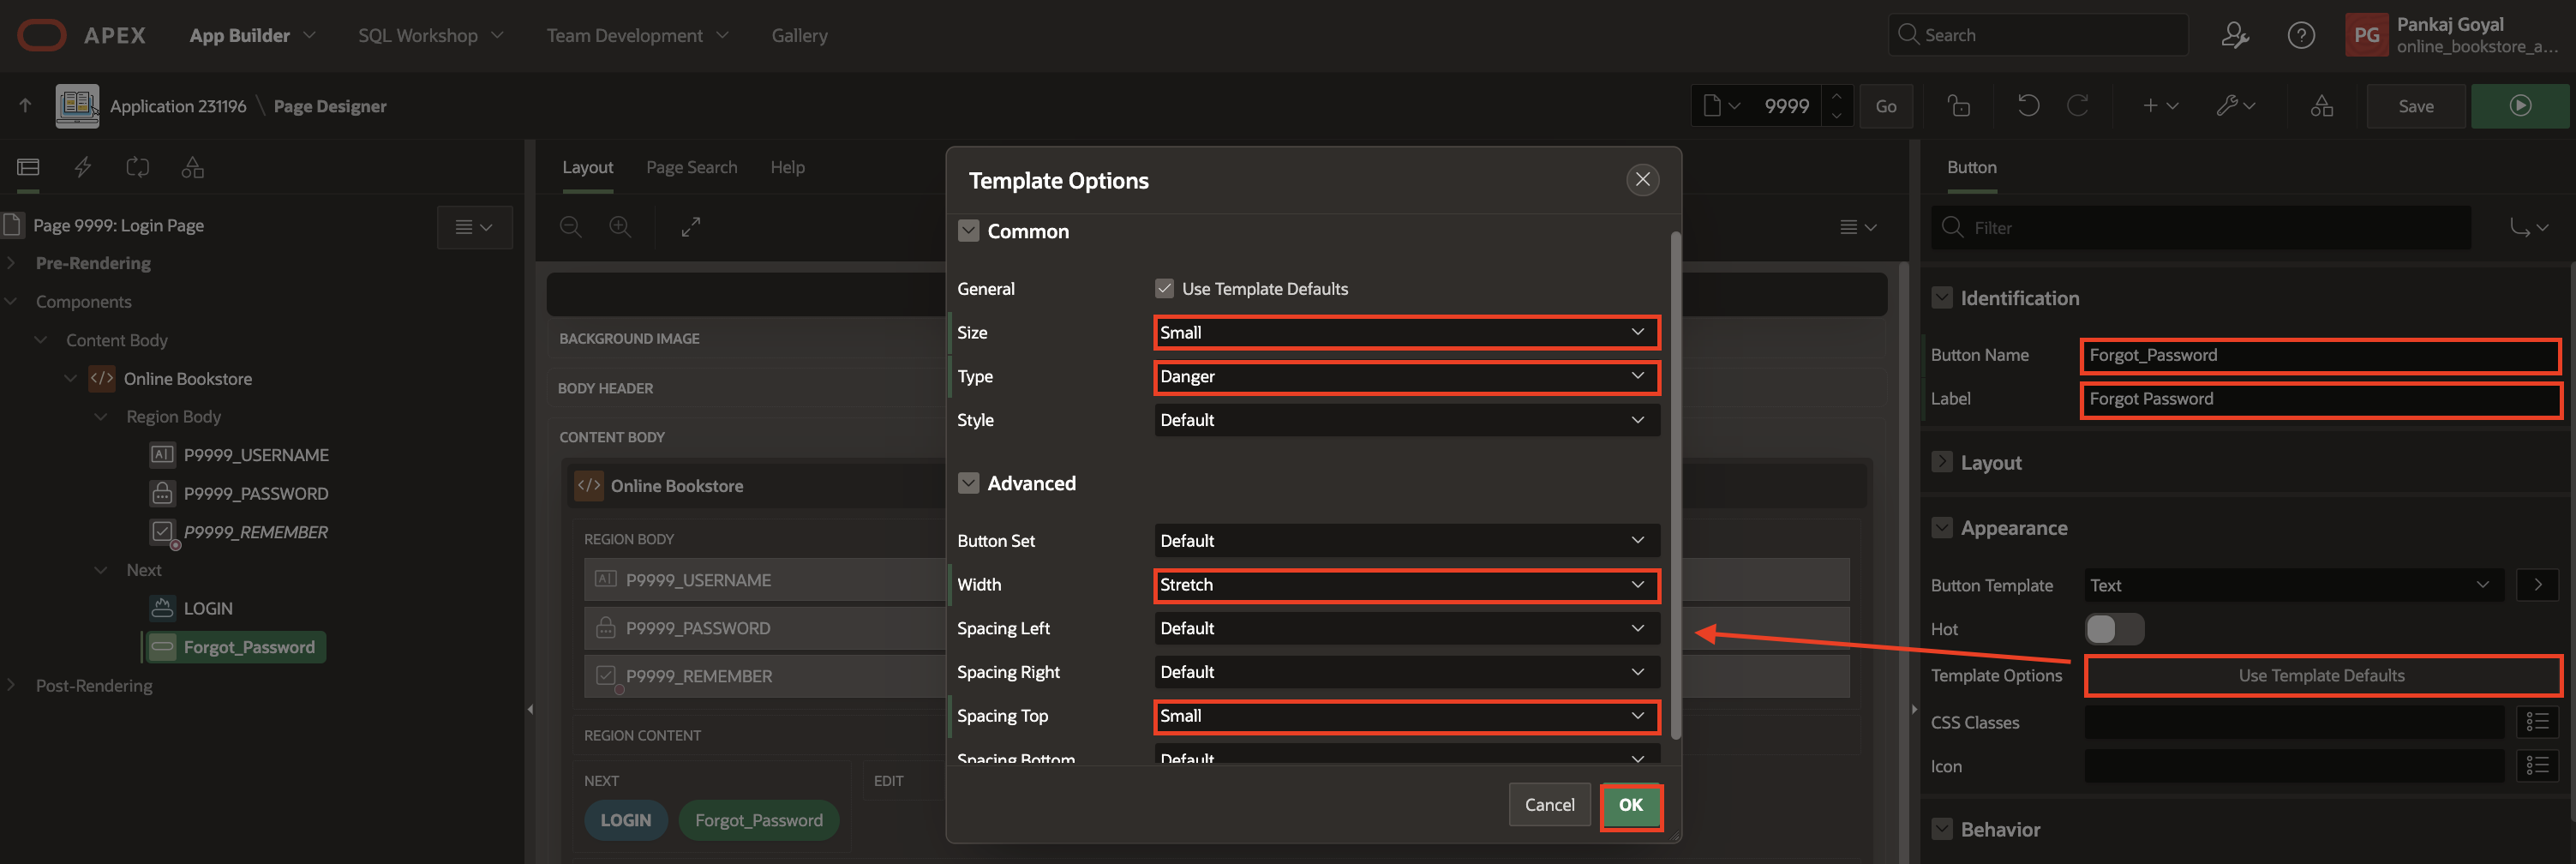 APEX App Builder SQL Workshop Team Development Gallery Search PG Pankaj Goyal
online_bookstore_a...
Application 231196 \ Page Designer 9999 Go Save
Page 9999: Login Page
Pre-Rendering
Components
Content Body
Online Bookstore
Region Body
P9999_USERNAME
P9999_PASSWORD
P9999_REMEMBER
Next
LOGIN
Forgot_Password
Post-Rendering
Layout Page Search Help
BACKGROUND IMAGE
BODY HEADER
CONTENT BODY
Online Bookstore
REGION BODY
P9999_USERNAME
P9999_PASSWORD
P9999_REMEMBER
REGION CONTENT
NEXT EDIT
LOGIN Forgot_Password
Template Options
Common
General Use Template Defaults
Size Small
Type Danger
Style Default
Advanced
Button Set Default
Width Stretch
Spacing Left Default
Spacing Right Default
Spacing Top Small
Spacing Bottom Default
Cancel OK
Button
Filter
Identification
Button Name Forgot_Password
Label Forgot Password
Layout
Appearance
Button Template Text
Hot
Template Options Use Template Defaults
CSS Classes
Icon
Behavior